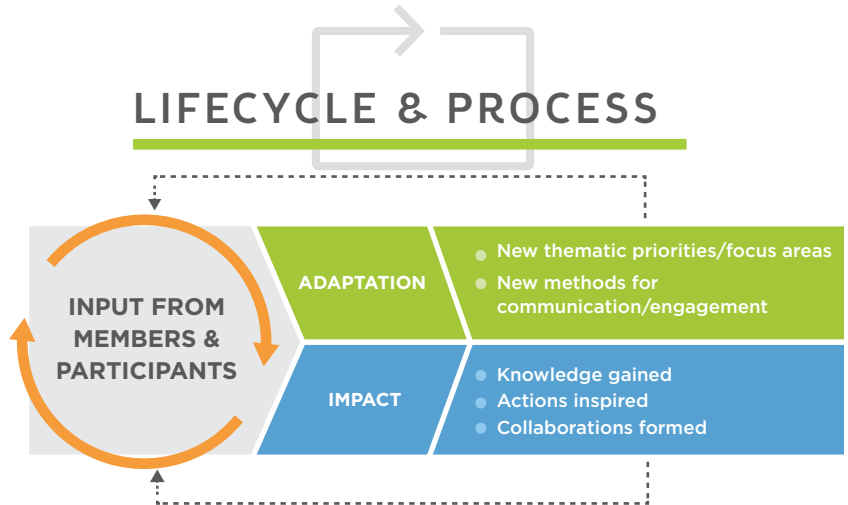 LIFECYCLE & PROCESS
INPUT FROM
MEMBERS &
PARTICIPANTS
ADAPTATION
New thematic priorities/focus areas
New methods for
communication/engagement
IMPACT
Knowledge gained
Actions inspired
Collaborations formed